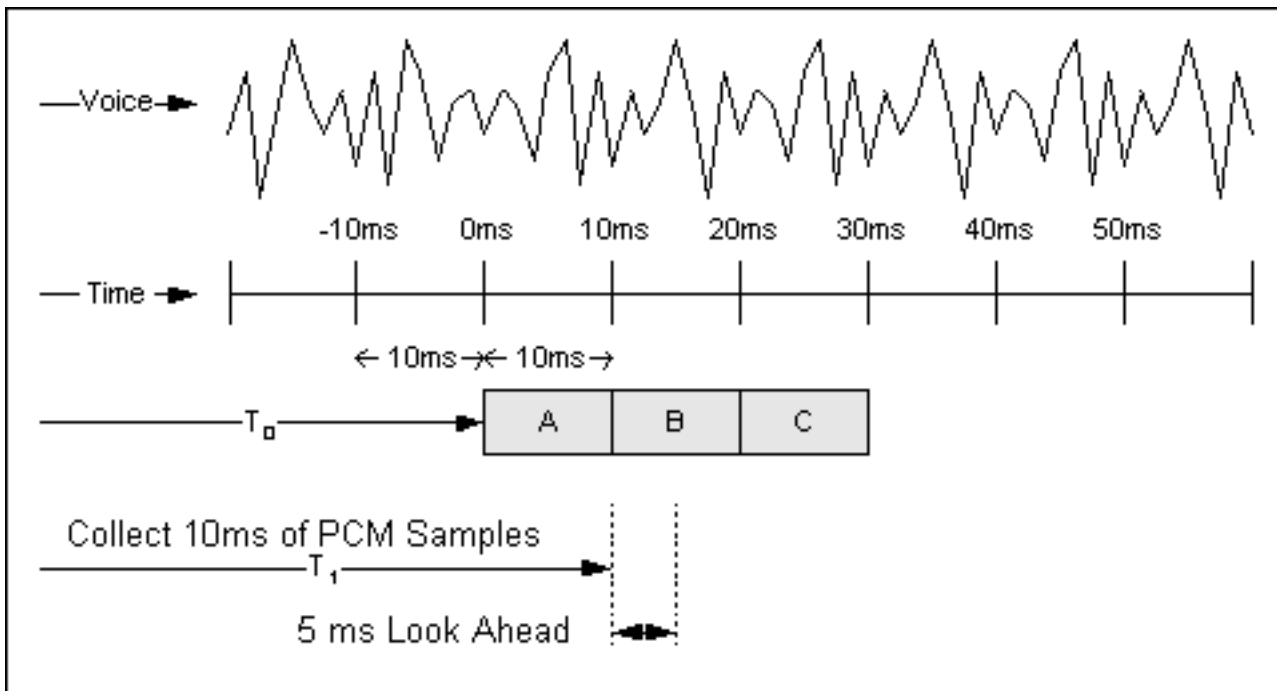 Voice
-10ms 0ms 10ms 20ms 30ms 40ms 50ms
Time
10ms 10ms
T₀ A B C
Collect 10ms of PCM Samples
T₁
5 ms Look Ahead